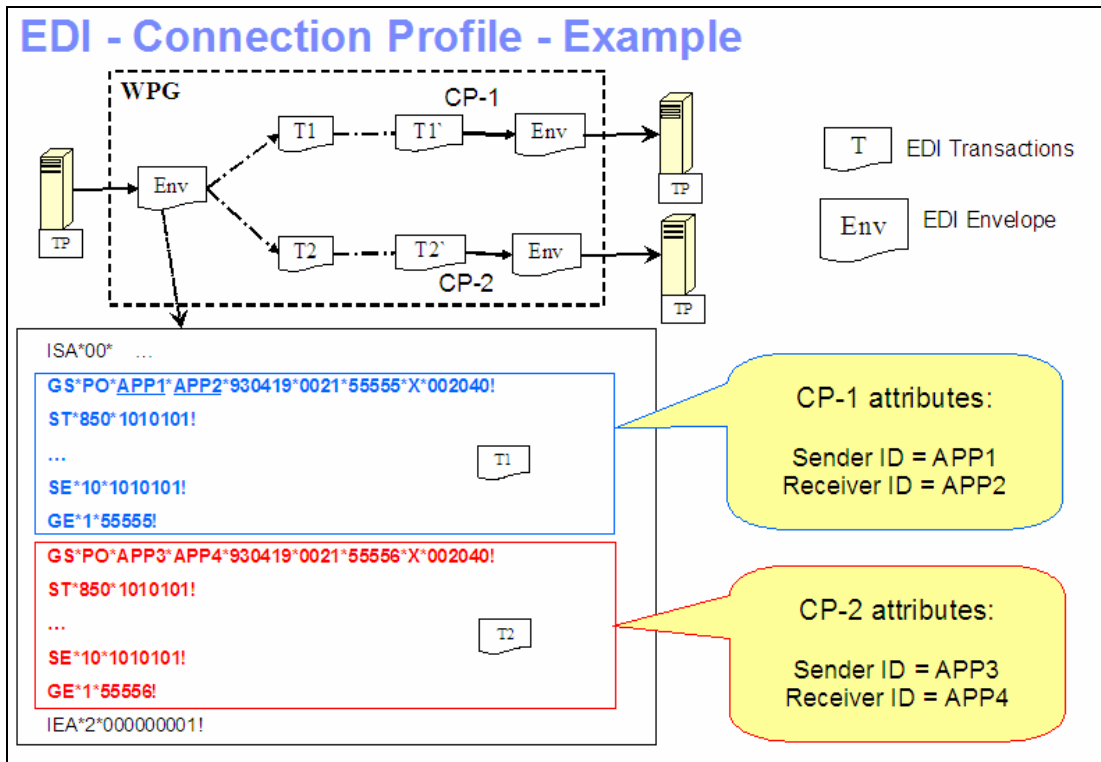 EDI - Connection Profile - Example
WPG
CP-1
T1
T1`
Env
TP
T
EDI Transactions
TP
Env
Env
EDI Envelope
T2
T2`
Env
CP-2
TP
ISA*00* ...
GS*PO*APP1*APP2*930419*0021*55555*X*002040!
ST*850*1010101!
...
T1
SE*10*1010101!
GE*1*55555!
CP-1 attributes:
Sender ID = APP1
Receiver ID = APP2
GS*PO*APP3*APP4*930419*0021*55556*X*002040!
ST*850*1010101!
...
T2
SE*10*1010101!
GE*1*55556!
IEA*2*000000001!
CP-2 attributes:
Sender ID = APP3
Receiver ID = APP4